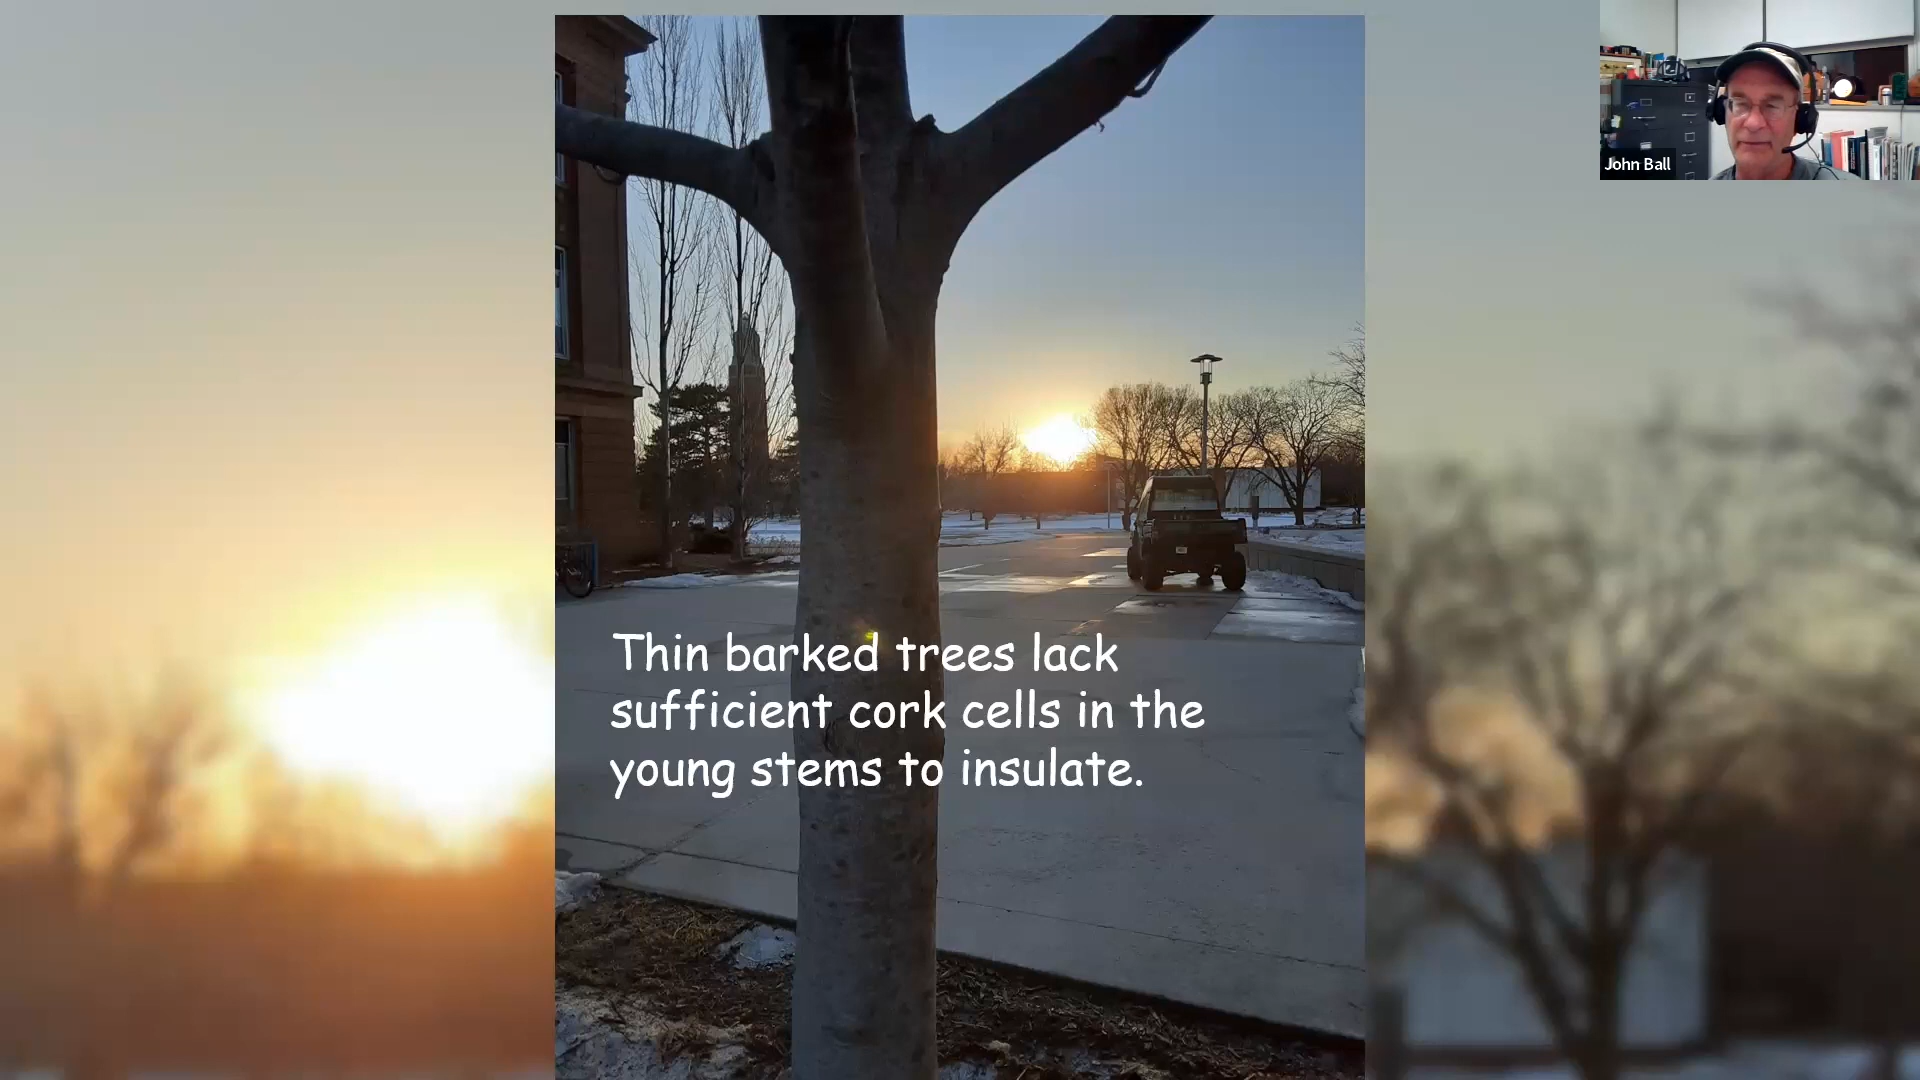 John Ball
Thin barked trees lack
sufficient cork cells in the
young stems to insulate.